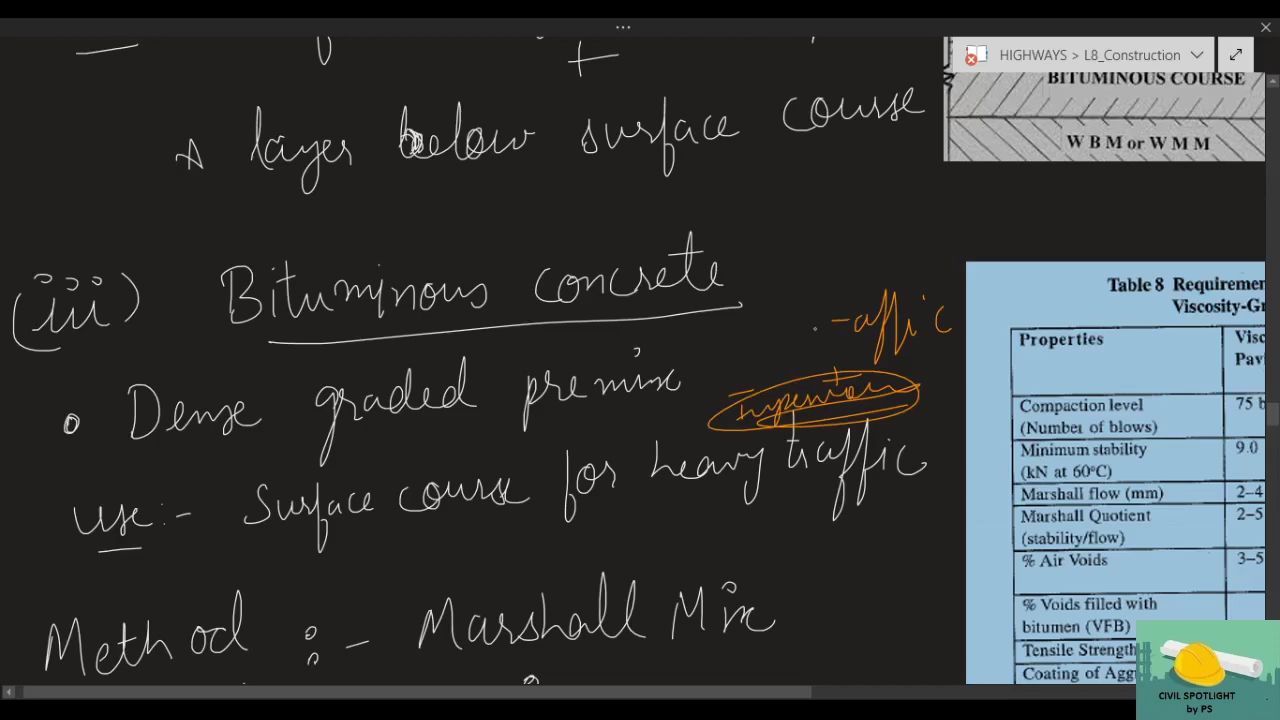 HIGHWAYS > L8_Construction
* layer below surface course
BITUMINOUS COURSE
W B M or W M M
(iii) Bituminous concrete
• Dense graded premix
use :- Surface course for heavy traffic
Method :- Marshall Mix
Table 8 Requiremen
Viscosity-Gr
Properties
Visc
Pav
Compaction level 75 b
(Number of blows)
Minimum stability 9.0
(kN at 60°C)
Marshall flow (mm) 2–4
Marshall Quotient 2–5
(stability/flow)
% Air Voids 3–5
% Voids filled with
bitumen (VFB)
Tensile Strength
Coating of Agg
CIVIL SPOTLIGHT
by PS